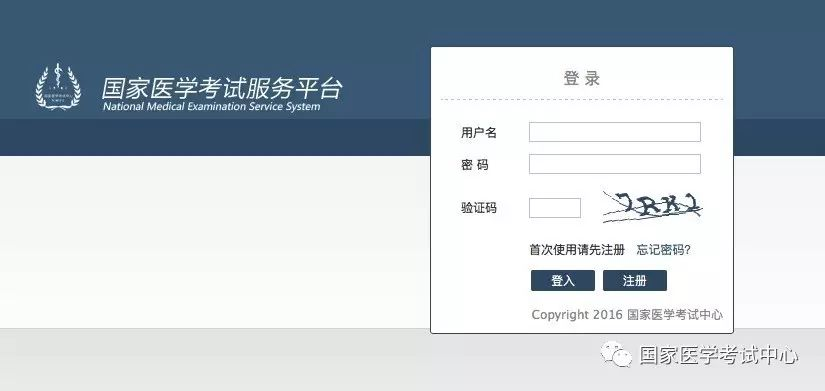 国家医学考试服务平台
National Medical Examination Service System
登 录
用户名
密 码
验证码
首次使用请先注册 忘记密码?
登入 注册
Copyright 2016 国家医学考试中心
国家医学考试中心